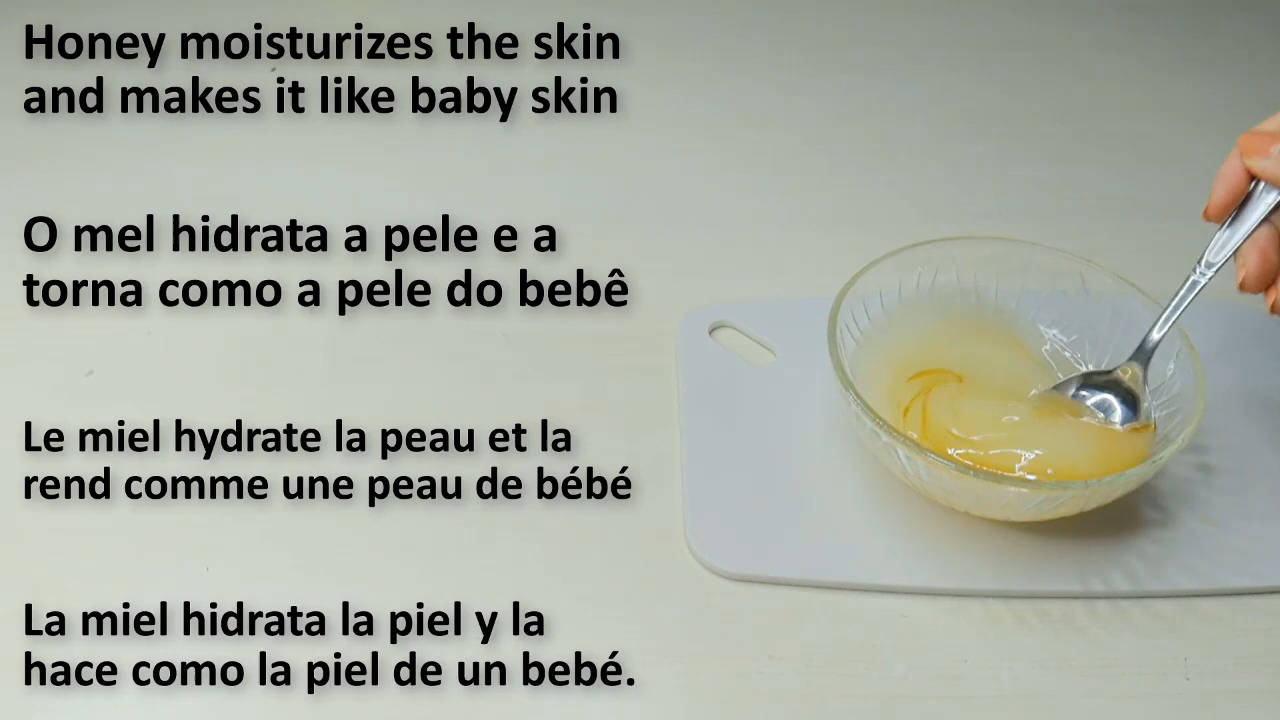 Honey moisturizes the skin
and makes it like baby skin
O mel hidrata a pele e a
torna como a pele do bebê
Le miel hydrate la peau et la
rend comme une peau de bébé
La miel hidrata la piel y la
hace como la piel de un bebé.